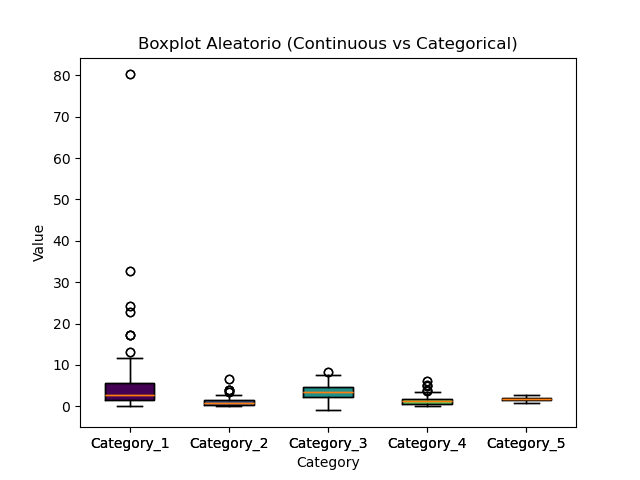 Boxplot Aleatorio (Continuous vs Categorical)
80
70
60
50
40
30
20
10
0
Value
Category_1 Category_2 Category_3 Category_4 Category_5
Category